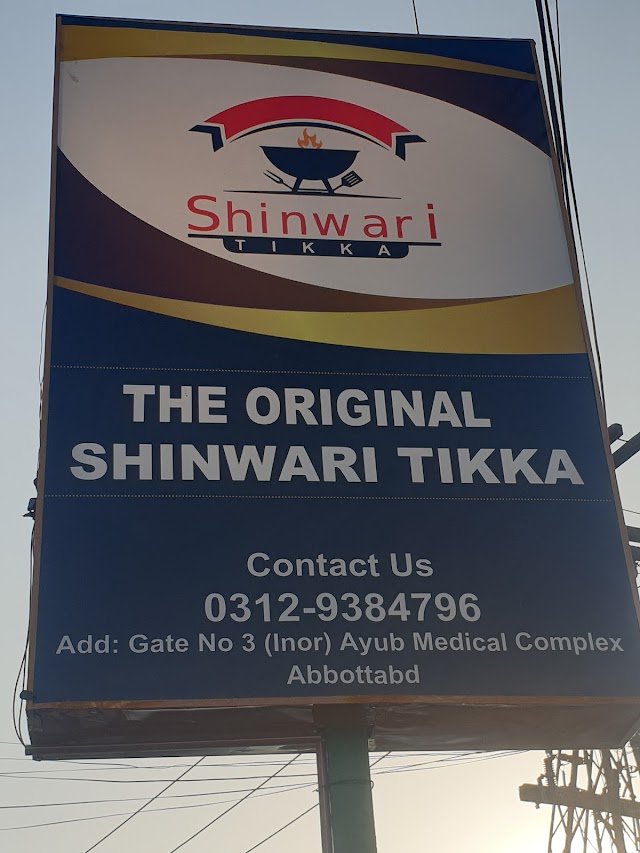 Shinwari
TIKKA
THE ORIGINAL
SHINWARI TIKKA
Contact Us
0312-9384796
Add: Gate No 3 (Inor) Ayub Medical Complex
Abbottabd